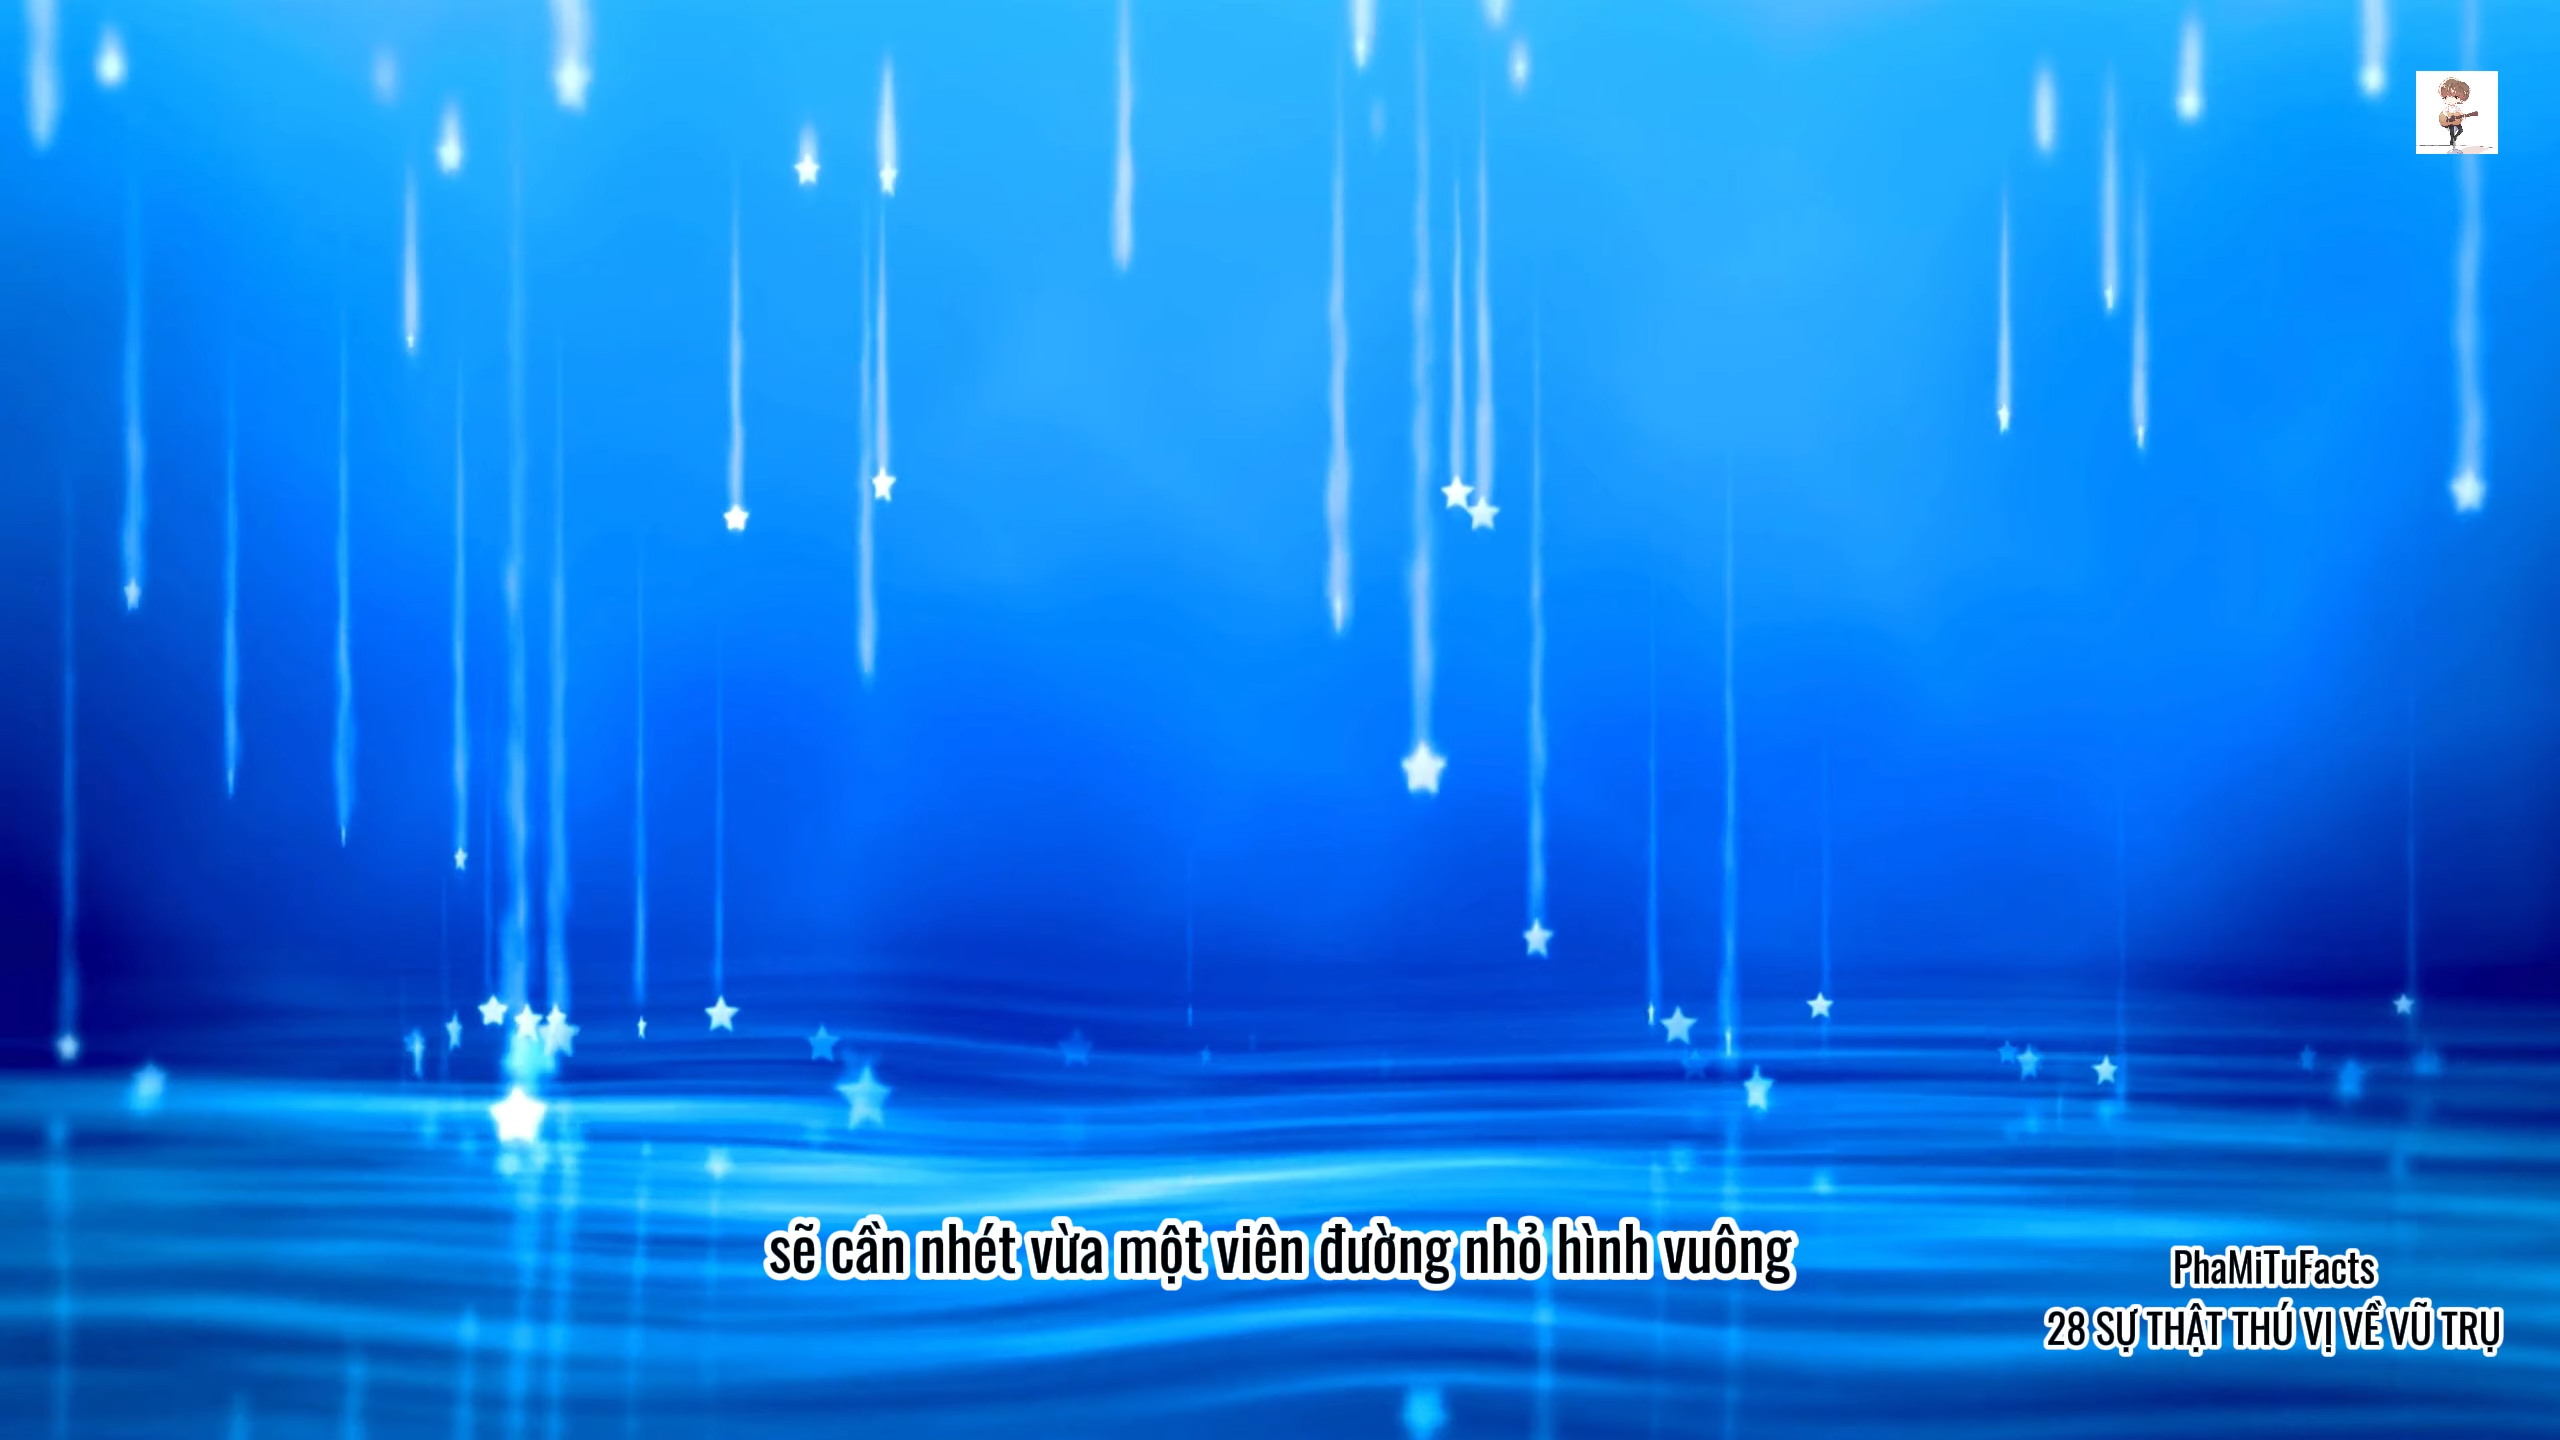 sẽ cần nhét vừa một viên đường nhỏ hình vuông
PhaMiTuFacts
28 SỰ THẬT THÚ VỊ VỀ VŨ TRỤ